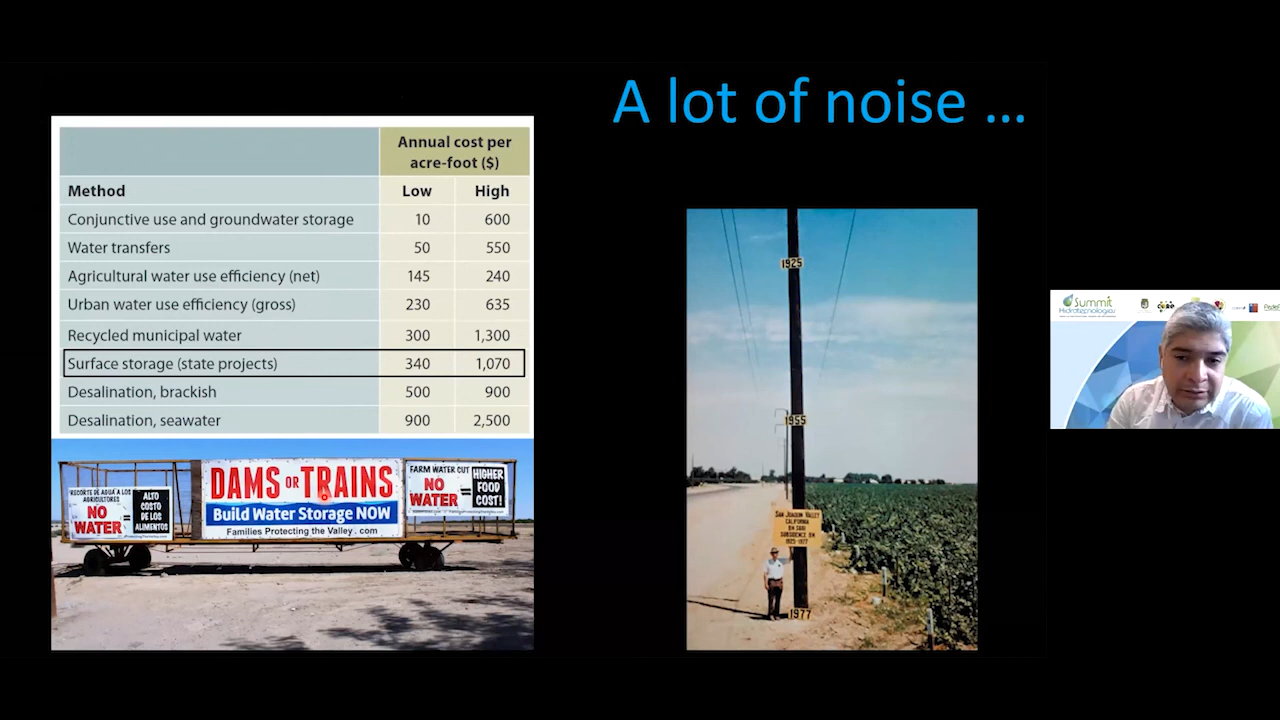 A lot of noise ...
Annual cost per
acre-foot ($)
Method Low High
Conjunctive use and groundwater storage 10 600
Water transfers 50 550
Agricultural water use efficiency (net) 145 240
Urban water use efficiency (gross) 230 635
Recycled municipal water 300 1,300
Surface storage (state projects) 340 1,070
Desalination, brackish 500 900
Desalination, seawater 900 2,500
RECORTE DE AGUA A LOS
AGRICULTORES
NO
WATER
=
ALTO
COSTO
DE LOS
ALIMENTOS
DAMS OR TRAINS
Build Water Storage NOW
Families Protecting the Valley.com
FARM WATER CUT
NO
WATER
=
HIGHER
FOOD
COST!
1925
1955
SAN JOAQUIN VALLEY
CALIFORNIA
BM S661
SUBSIDENCE 9M
1925-1977
1977
Summit
Hidrotecnologías